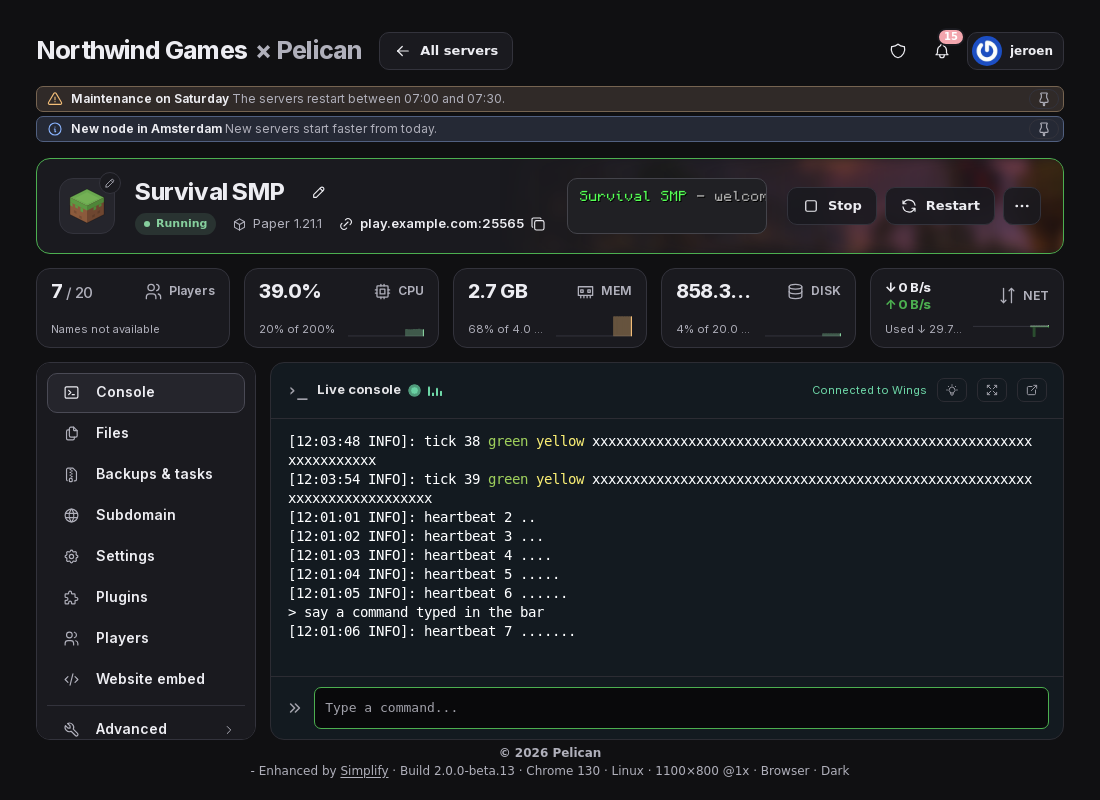 Northwind Games × Pelican
All servers
15
jeroen
Maintenance on Saturday The servers restart between 07:00 and 07:30.
New node in Amsterdam New servers start faster from today.
Survival SMP
Running
Paper 1.21.1
play.example.com:25565
Survival SMP - welcom
Stop
Restart
...
7 / 20
Players
Names not available
39.0%
CPU
20% of 200%
2.7 GB
MEM
68% of 4.0 ...
858.3...
DISK
4% of 20.0 ...
↓ 0 B/s
↑ 0 B/s
NET
Used ↓ 29.7...
Console
Files
Backups & tasks
Subdomain
Settings
Plugins
Players
Website embed
Advanced
>_ Live console
Connected to Wings
[12:03:48 INFO]: tick 38 green yellow xxxxxxxxxxxxxxxxxxxxxxxxxxxxxxxxxxxxxxxxxxxxxxxxxxxxxxx
xxxxxxxxxxx
[12:03:54 INFO]: tick 39 green yellow xxxxxxxxxxxxxxxxxxxxxxxxxxxxxxxxxxxxxxxxxxxxxxxxxxxxxxx
xxxxxxxxxxxxxxxxxx
[12:01:01 INFO]: heartbeat 2 ..
[12:01:02 INFO]: heartbeat 3 ...
[12:01:03 INFO]: heartbeat 4 ....
[12:01:04 INFO]: heartbeat 5 .....
[12:01:05 INFO]: heartbeat 6 ......
> say a command typed in the bar
[12:01:06 INFO]: heartbeat 7 .......
Type a command...
© 2026 Pelican
- Enhanced by Simplify · Build 2.0.0-beta.13 · Chrome 130 · Linux · 1100×800 @1x · Browser · Dark